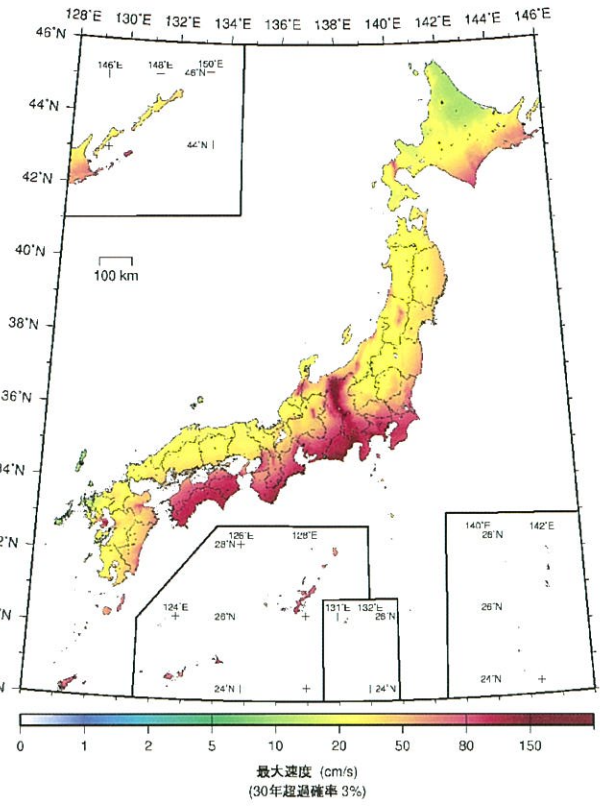 128°E 130°E 132°E 134°E 136°E 138°E 140°E 142°E 144°E 146°E
46°N
146°E 148°E 150°E
46°N
44°N
44°N
42°N
40°N
100 km
38°N
36°N
34°N
2°N
126°E 128°E
28°N
140°E 142°E
28°N
124°E
26°N
131°E 132°E
26°N
26°N
N
24°N
24°N
24°N
N
0 1 2 5 10 20 50 80 150
最大速度 (cm/s)
(30年超過確率 3%)